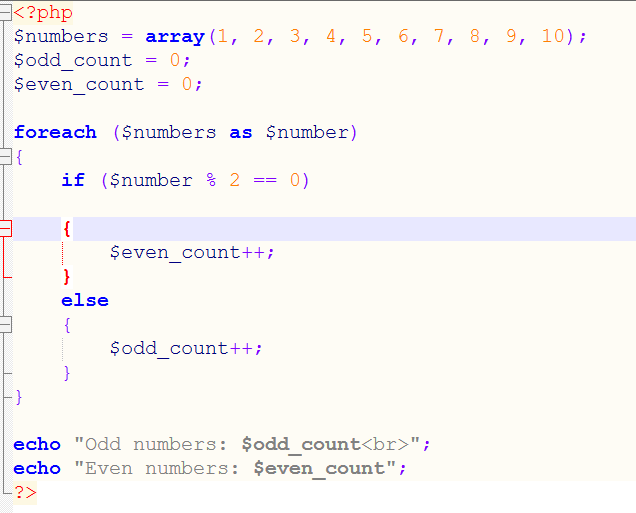 <?php
$numbers = array(1, 2, 3, 4, 5, 6, 7, 8, 9, 10);
$odd_count = 0;
$even_count = 0;

foreach ($numbers as $number)
{
    if ($number % 2 == 0)

    {
        $even_count++;
    }
    else
    {
        $odd_count++;
    }
}

echo "Odd numbers: $odd_count<br>";
echo "Even numbers: $even_count";
?>